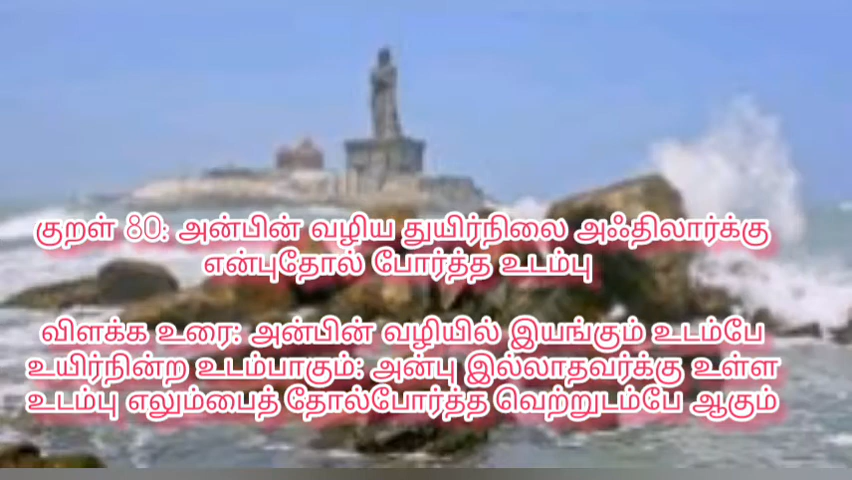 குறள் 80: அன்பின் வழிய துயிர்நிலை அஃதிலார்க்கு
என்புதோல் போர்த்த உடம்பு
விளக்க உரை: அன்பின் வழியில் இயங்கும் உடம்பே
உயிர்நின்ற உடம்பாகும்: அன்பு இல்லாதவர்க்கு உள்ள
உடம்பு எலும்பைத் தோல்போர்த்த வெற்றுடம்பே ஆகும்